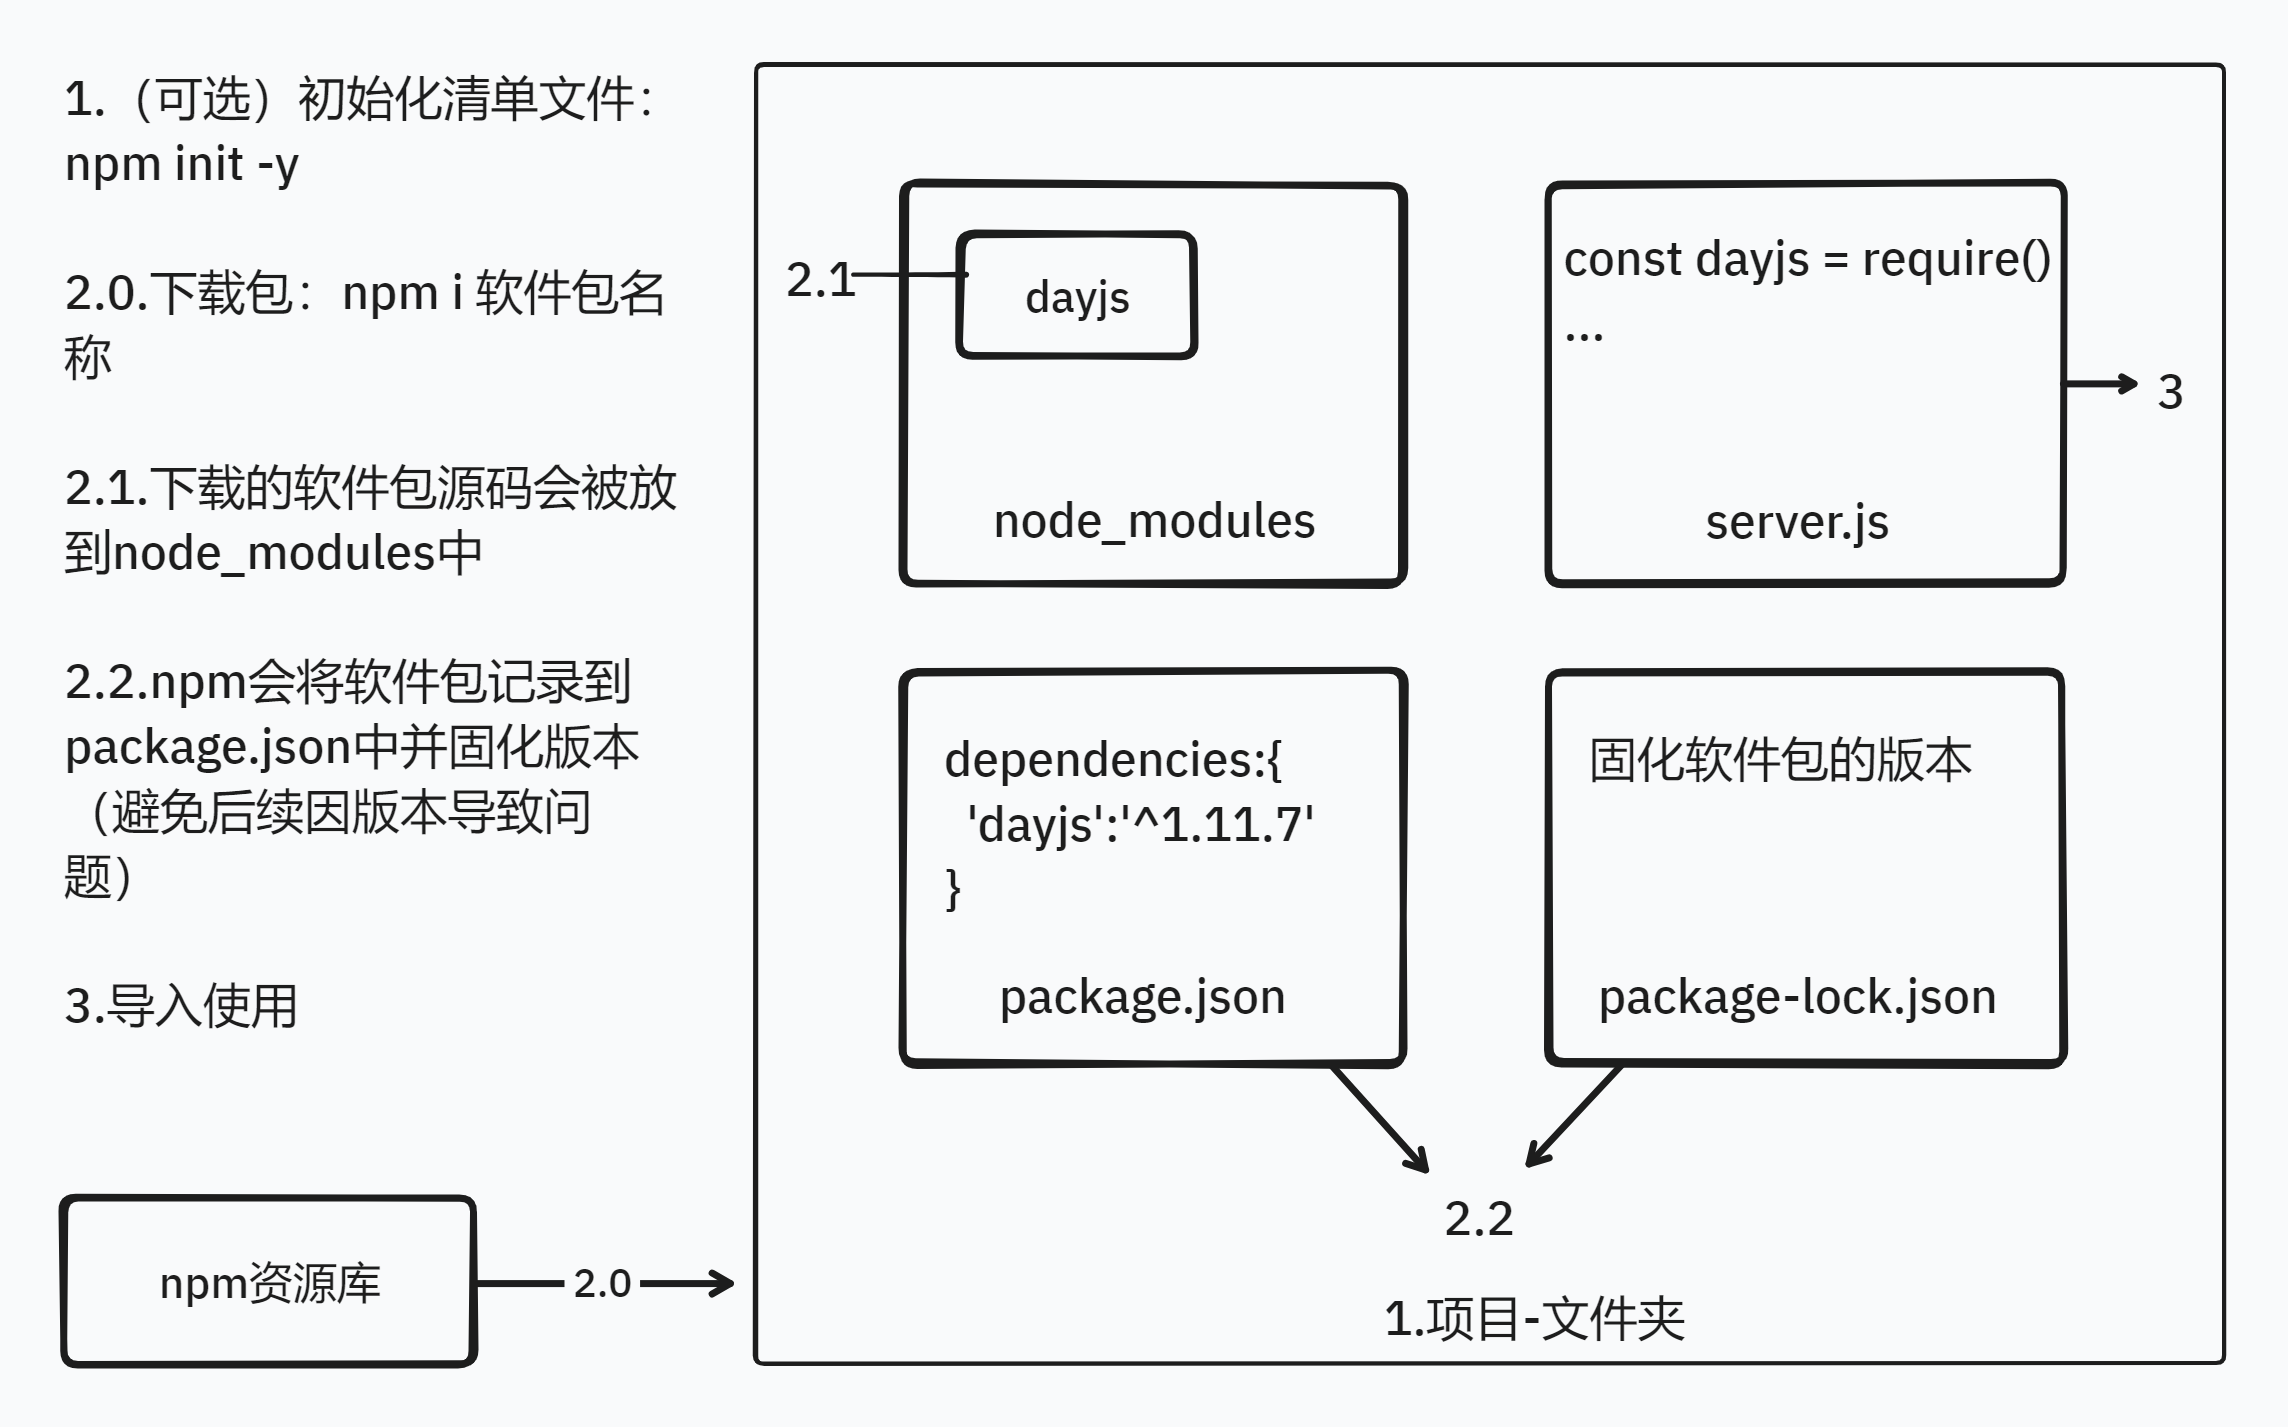 1.（可选）初始化清单文件：
npm init -y
2.0.下载包：npm i 软件包名
称
2.1.下载的软件包源码会被放
到node_modules中
2.2.npm会将软件包记录到
package.json中并固化版本
（避免后续因版本导致问
题）
3.导入使用
npm资源库
2.0
2.1
dayjs
node_modules
const dayjs = require()
...
server.js
3
dependencies:{
'dayjs':'^1.11.7'
}
package.json
固化软件包的版本
package-lock.json
2.2
1.项目-文件夹